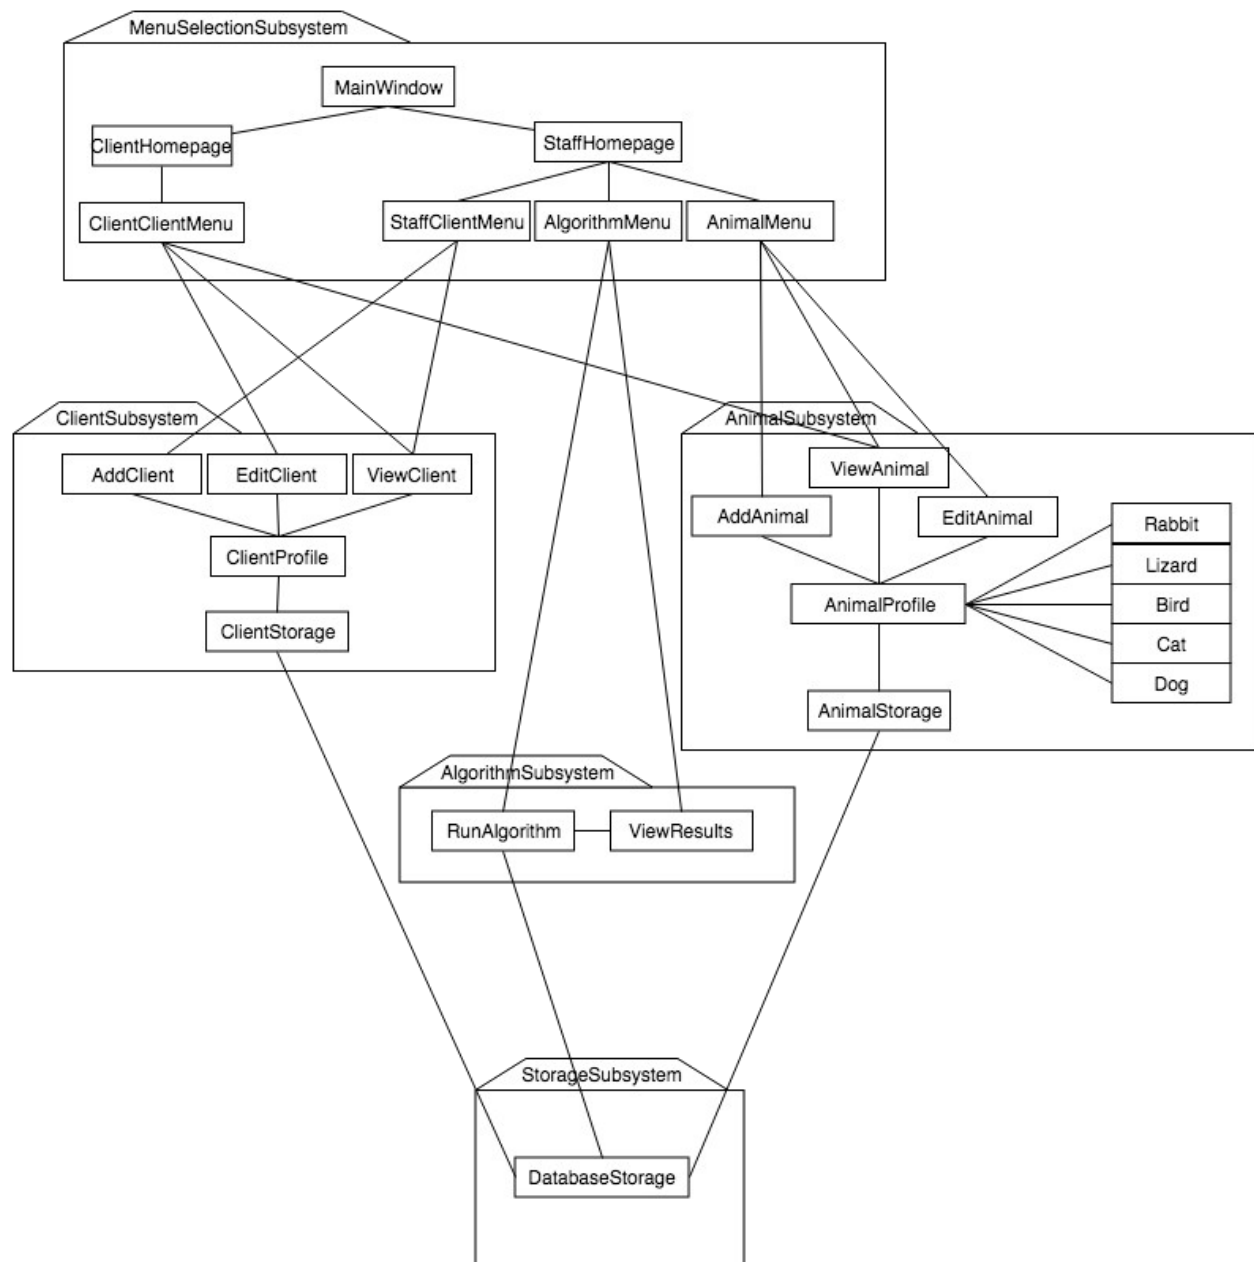 MenuSelectionSubsystem
MainWindow
ClientHomepage
StaffHomepage
ClientClientMenu
StaffClientMenu
AlgorithmMenu
AnimalMenu
ClientSubsystem
AnimalSubsystem
AddClient
EditClient
ViewClient
ViewAnimal
AddAnimal
EditAnimal
Rabbit
ClientProfile
Lizard
AnimalProfile
Bird
ClientStorage
Cat
Dog
AnimalStorage
AlgorithmSubsystem
RunAlgorithm
ViewResults
StorageSubsystem
DatabaseStorage